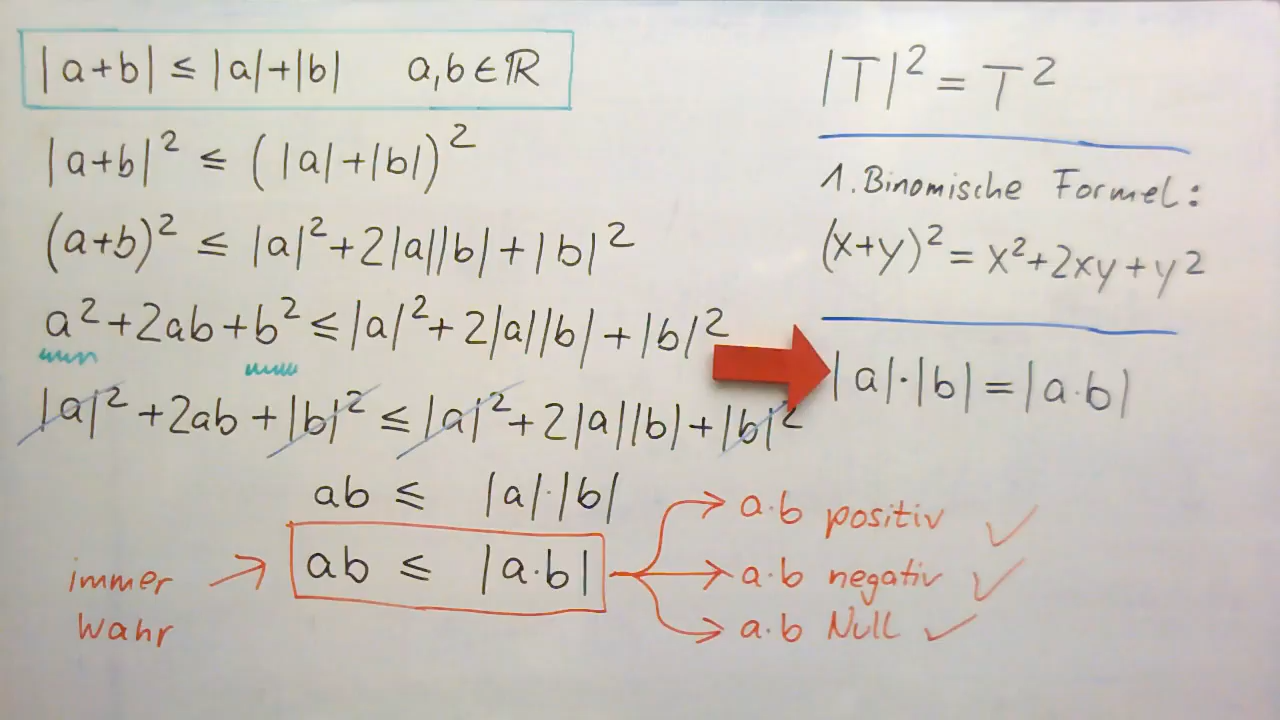 |a+b| ≤ |a|+|b| a,b ∈ ℝ
|a+b|² ≤ (|a|+|b|)²
(a+b)² ≤ |a|²+2|a||b|+|b|²
a²+2ab+b² ≤ |a|²+2|a||b|+|b|²
|a|²+2ab+|b|² ≤ |a|²+2|a||b|+|b|²
ab ≤ |a|·|b|
ab ≤ |a·b|
immer
wahr
a·b positiv ✓
a·b negativ ✓
a·b Null ✓
|T|² = T²
1. Binomische Formel:
(x+y)² = x²+2xy+y²
|a|·|b| = |a·b|